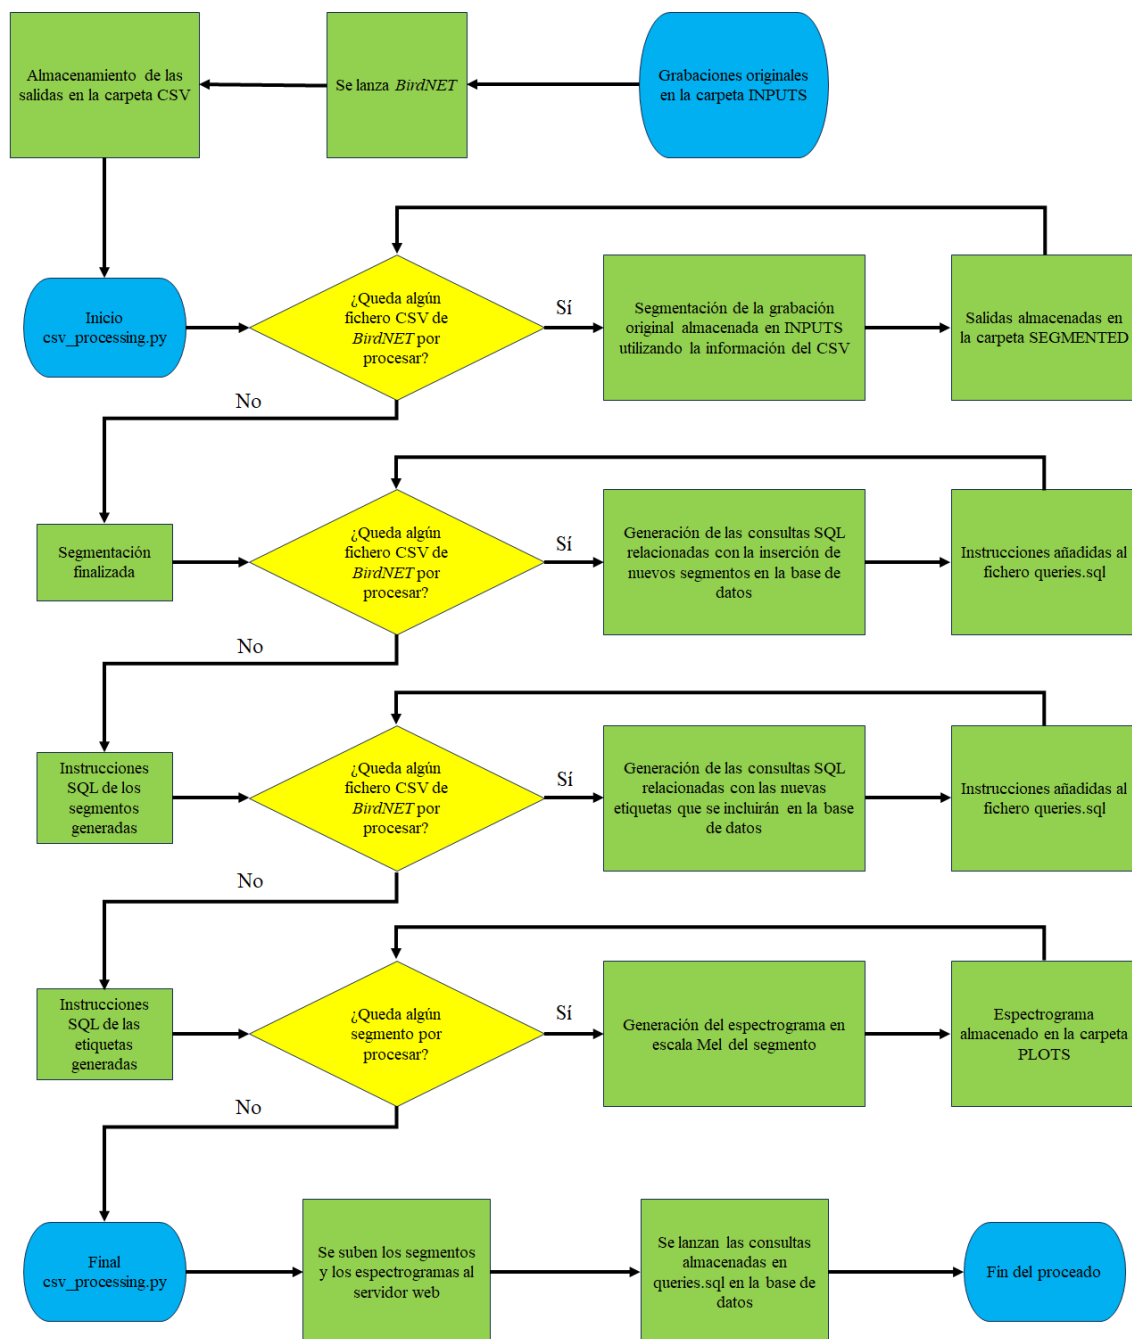 Almacenamiento de las
salidas en la carpeta CSV
Se lanza BirdNET
Grabaciones originales
en la carpeta INPUTS
Inicio
csv_processing.py
¿Queda algún
fichero CSV de
BirdNET por
procesar?
Sí
Segmentación de la grabación
original almacenada en INPUTS
utilizando la información del CSV
Salidas almacenadas en
la carpeta SEGMENTED
No
Segmentación
finalizada
¿Queda algún
fichero CSV de
BirdNET por
procesar?
Sí
Generación de las consultas SQL
relacionadas con la inserción de
nuevos segmentos en la base de
datos
Instrucciones añadidas al
fichero queries.sql
No
Instrucciones
SQL de los
segmentos
generadas
¿Queda algún
fichero CSV de
BirdNET por
procesar?
Sí
Generación de las consultas SQL
relacionadas con las nuevas
etiquetas que se incluirán en la base
de datos
Instrucciones añadidas al
fichero queries.sql
No
Instrucciones
SQL de las
etiquetas
generadas
¿Queda algún
segmento por
procesar?
Sí
Generación del espectrograma en
escala Mel del segmento
Espectrograma
almacenado en la carpeta
PLOTS
No
Final
csv_processing.py
Se suben los segmentos
y los espectrogramas al
servidor web
Se lanzan las consultas
almacenadas en
queries.sql en la base de
datos
Fin del proceado